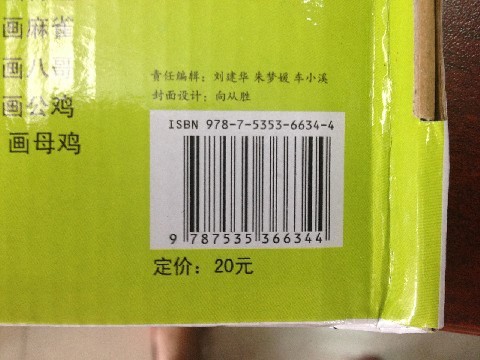 画麻雀
画八哥
画公鸡
画母鸡
责任编辑：刘建华 朱梦媛 车小溪
封面设计：向从胜
ISBN 978-7-5353-6634-4
9 787535 366344
定价：20元